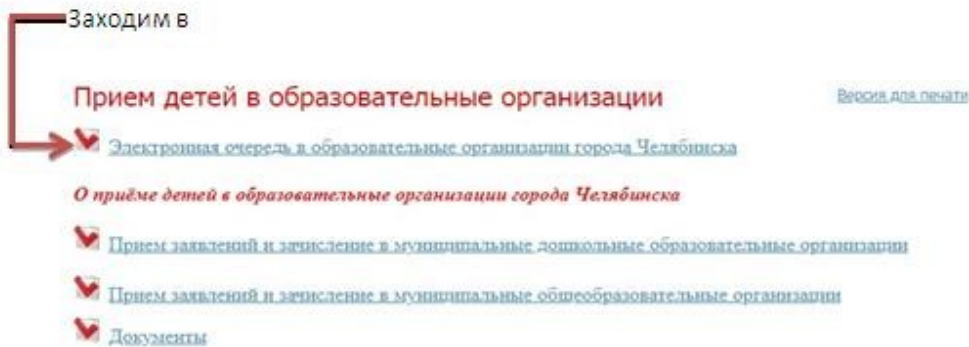 Заходим в
Прием детей в образовательные организации
Версия для печати
Электронная очередь в образовательные организации города Челябинска
О приёме детей в образовательные организации города Челябинска
Прием заявлений и зачисление в муниципальные дошкольные образовательные организации
Прием заявлений и зачисление в муниципальные общеобразовательные организации
Документы